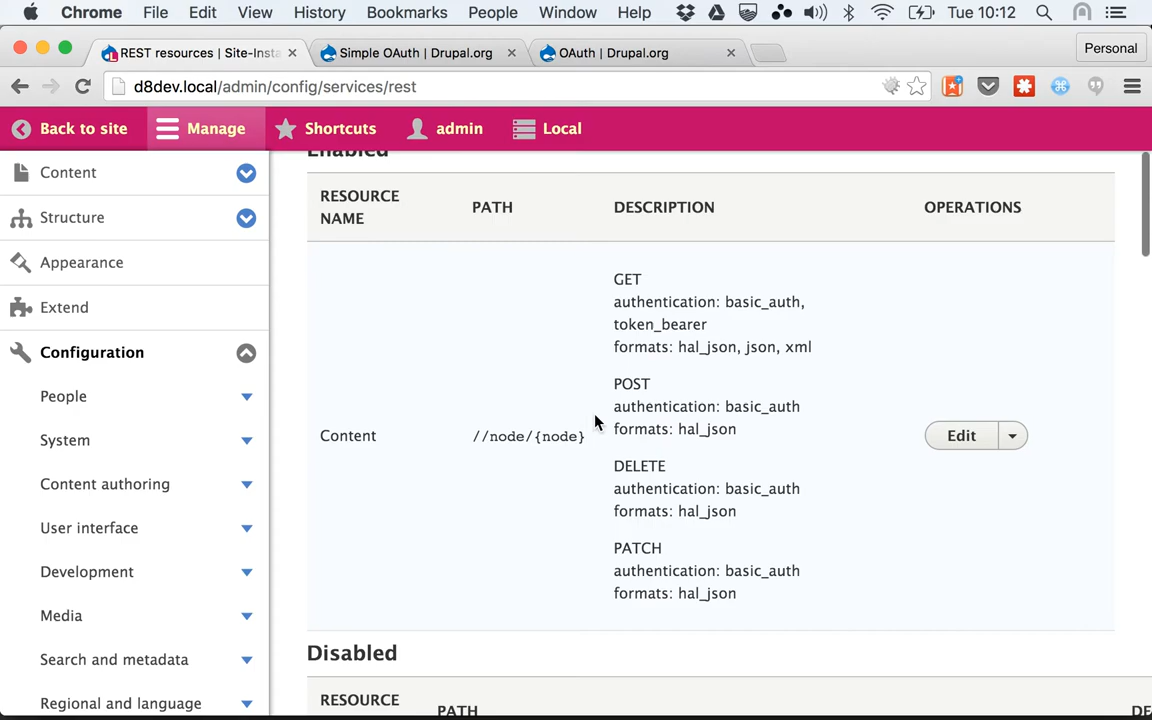 Chrome File Edit View History Bookmarks People Window Help Tue 10:12
REST resources | Site-Insta
Simple OAuth | Drupal.org
OAuth | Drupal.org
Personal
d8dev.local/admin/config/services/rest
Back to site Manage Shortcuts admin Local
Content
Structure
Appearance
Extend
Configuration
People
System
Content authoring
User interface
Development
Media
Search and metadata
Regional and language
Enabled
RESOURCE
NAME
PATH
DESCRIPTION
OPERATIONS
Content
//node/{node}
GET
authentication: basic_auth,
token_bearer
formats: hal_json, json, xml
POST
authentication: basic_auth
formats: hal_json
DELETE
authentication: basic_auth
formats: hal_json
PATCH
authentication: basic_auth
formats: hal_json
Edit
Disabled
RESOURCE
PATH
DE